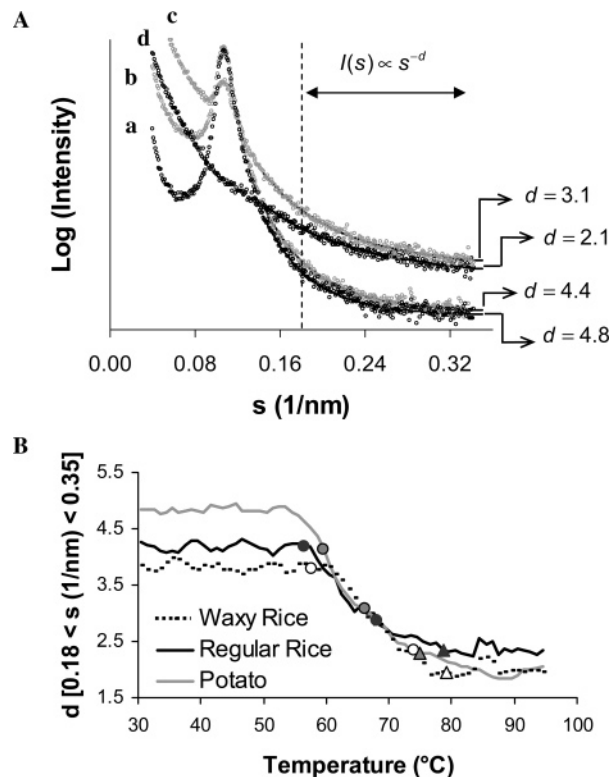 A
c
d
b
a
I(s) ∝ s⁻ᵈ
Log (Intensity)
d = 3.1
d = 2.1
d = 4.4
d = 4.8
0.00 0.08 0.16 0.24 0.32
s (1/nm)
B
d [0.18 < s (1/nm) < 0.35]
5.5
4.5
3.5
2.5
1.5
Waxy Rice
Regular Rice
Potato
30 40 50 60 70 80 90 100
Temperature (°C)